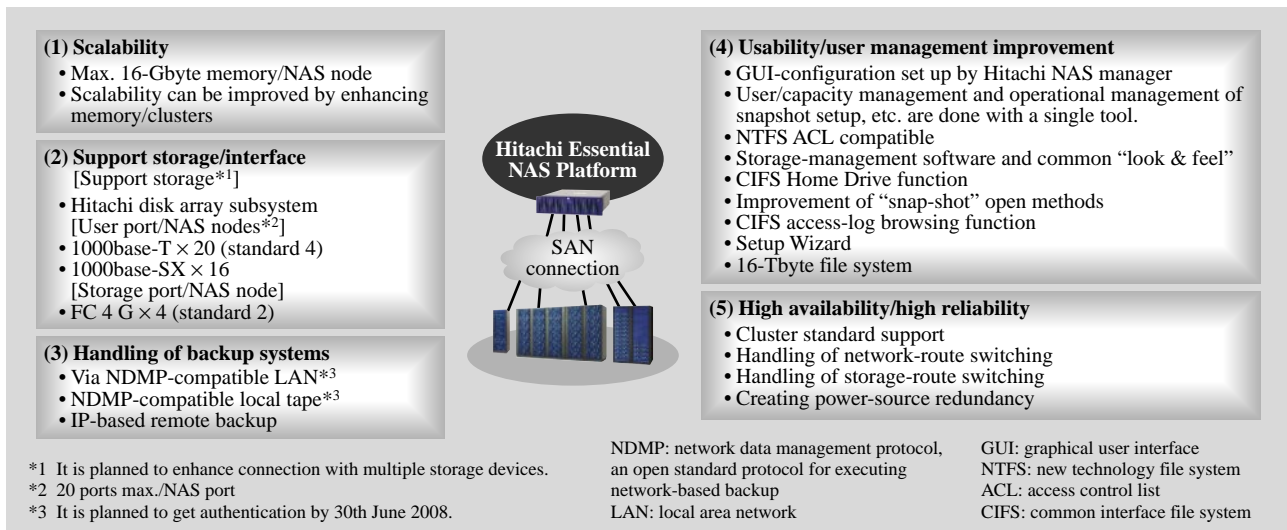 (1) Scalability
• Max. 16-Gbyte memory/NAS node
• Scalability can be improved by enhancing
memory/clusters
(2) Support storage/interface
[Support storage*1]
• Hitachi disk array subsystem
[User port/NAS nodes*2]
• 1000base-T × 20 (standard 4)
• 1000base-SX × 16
[Storage port/NAS node]
• FC 4 G × 4 (standard 2)
(3) Handling of backup systems
• Via NDMP-compatible LAN*3
• NDMP-compatible local tape*3
• IP-based remote backup
Hitachi Essential
NAS Platform
SAN
connection
(4) Usability/user management improvement
• GUI-configuration set up by Hitachi NAS manager
• User/capacity management and operational management of
snapshot setup, etc. are done with a single tool.
• NTFS ACL compatible
• Storage-management software and common “look & feel”
• CIFS Home Drive function
• Improvement of “snap-shot” open methods
• CIFS access-log browsing function
• Setup Wizard
• 16-Tbyte file system
(5) High availability/high reliability
• Cluster standard support
• Handling of network-route switching
• Handling of storage-route switching
• Creating power-source redundancy
*1 It is planned to enhance connection with multiple storage devices.
*2 20 ports max./NAS port
*3 It is planned to get authentication by 30th June 2008.
NDMP: network data management protocol,
an open standard protocol for executing
network-based backup
LAN: local area network
GUI: graphical user interface
NTFS: new technology file system
ACL: access control list
CIFS: common interface file system